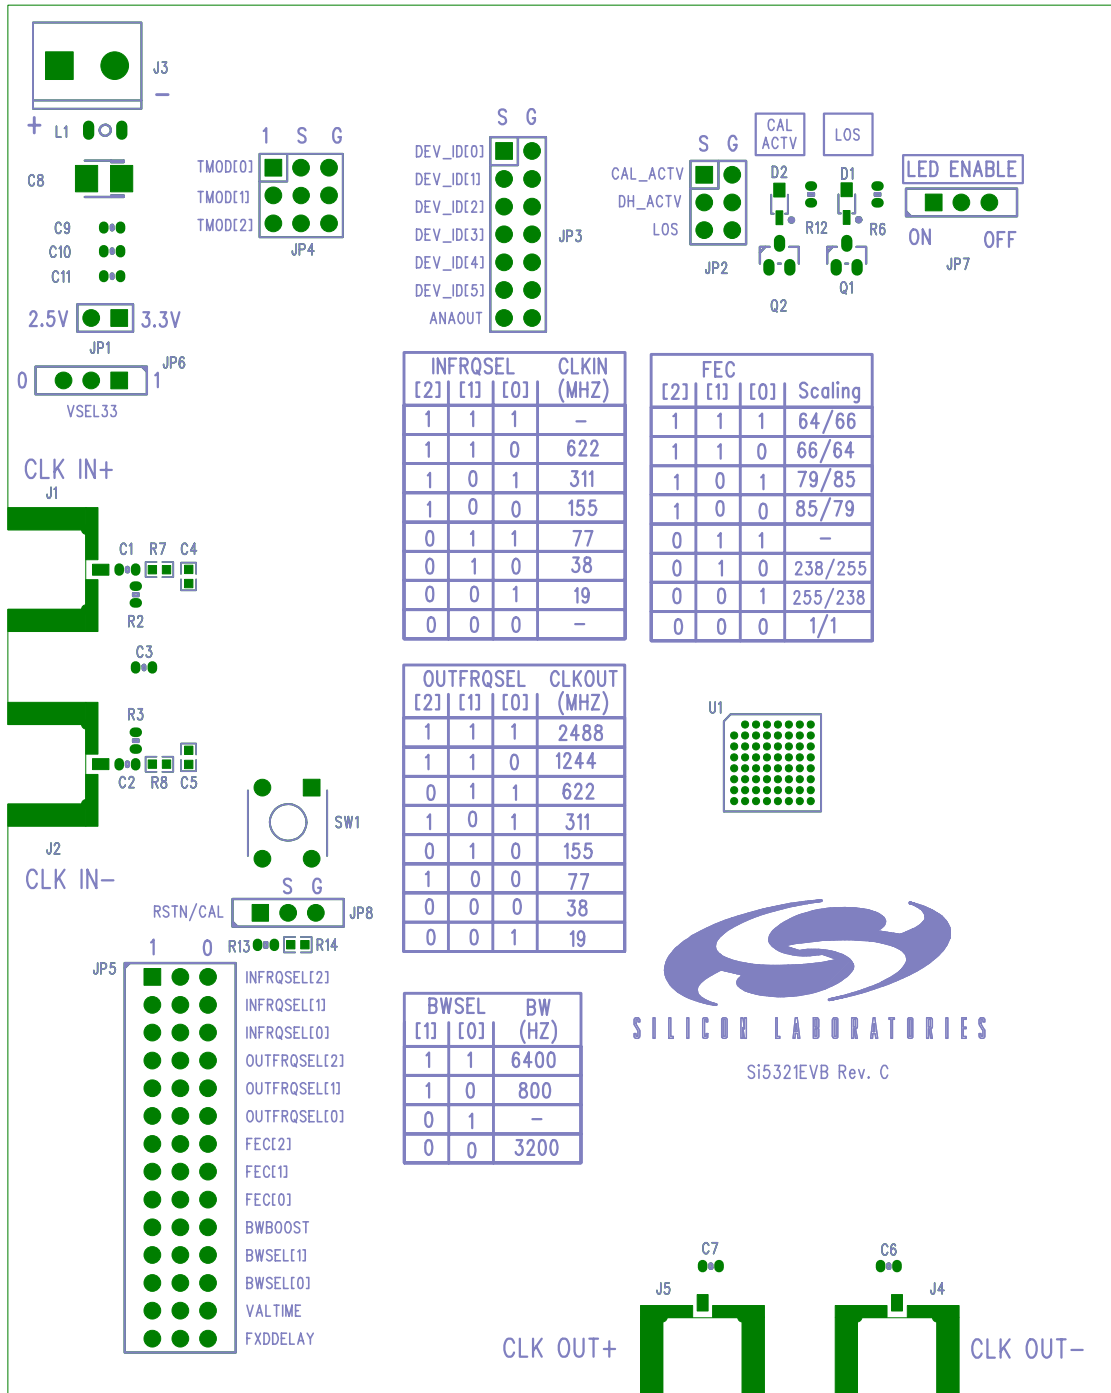 J3
-
+ L1
C8
C9
C10
C11
2.5V 3.3V
JP1
JP6
0 1
VSEL33
1 S G
TMOD[0]
TMOD[1]
TMOD[2]
JP4
S G
DEV_ID[0]
DEV_ID[1]
DEV_ID[2]
DEV_ID[3]
DEV_ID[4]
DEV_ID[5]
ANAOUT
JP3
S G
CAL_ACTV
DH_ACTV
LOS
JP2
CAL
ACTV
LOS
D2 D1
R12 R6
Q2 Q1
LED ENABLE
ON OFF
JP7
INFRQSEL CLKIN
[2] [1] [0] (MHZ)
1 1 1 -
1 1 0 622
1 0 1 311
1 0 0 155
0 1 1 77
0 1 0 38
0 0 1 19
0 0 0 -
FEC
[2] [1] [0] Scaling
1 1 1 64/66
1 1 0 66/64
1 0 1 79/85
1 0 0 85/79
0 1 1 -
0 1 0 238/255
0 0 1 255/238
0 0 0 1/1
CLK IN+
J1
C1 R7 C4
R2
C3
R3
C2 R8 C5
J2
CLK IN-
OUTFRQSEL CLKOUT
[2] [1] [0] (MHZ)
1 1 1 2488
1 1 0 1244
0 1 1 622
1 0 1 311
0 1 0 155
1 0 0 77
0 0 0 38
0 0 1 19
U1
SW1
S G
RSTN/CAL JP8
R13 R14
1 0
JP5
INFRQSEL[2]
INFRQSEL[1]
INFRQSEL[0]
OUTFRQSEL[2]
OUTFRQSEL[1]
OUTFRQSEL[0]
FEC[2]
FEC[1]
FEC[0]
BWBOOST
BWSEL[1]
BWSEL[0]
VALTIME
FXDDELAY
BWSEL BW
[1] [0] (HZ)
1 1 6400
1 0 800
0 1 -
0 0 3200
SILICON LABORATORIES
Si5321EVB Rev. C
C7 C6
J5 J4
CLK OUT+ CLK OUT-